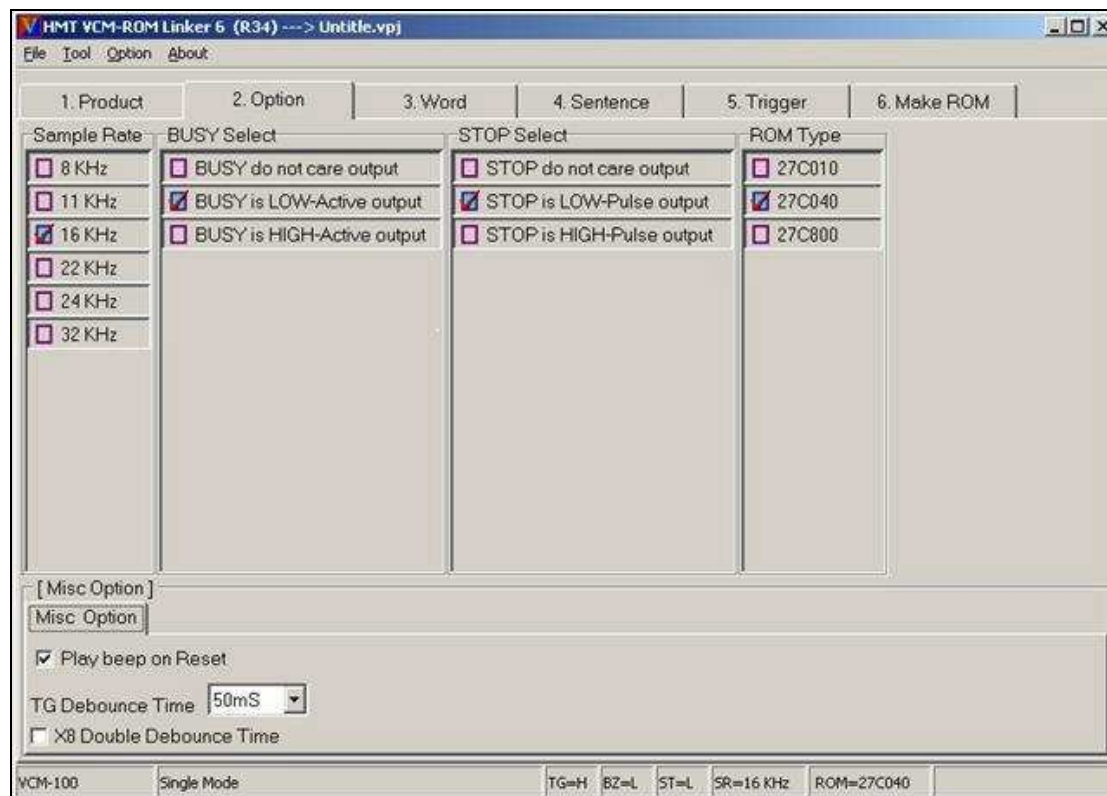 HMT VCM-ROM Linker 6 (R34) ---> Untitle.vpj
File Tool Option About
1. Product 2. Option 3. Word 4. Sentence 5. Trigger 6. Make ROM
Sample Rate BUSY Select STOP Select ROM Type
8 KHz BUSY do not care output STOP do not care output 27C010
11 KHz BUSY is LOW-Active output STOP is LOW-Pulse output 27C040
16 KHz BUSY is HIGH-Active output STOP is HIGH-Pulse output 27C800
22 KHz
24 KHz
32 KHz
[ Misc Option ]
Misc Option
Play beep on Reset
TG Debounce Time 50mS
X8 Double Debounce Time
VCM-100 Single Mode TG=H BZ=L ST=L SR=16 KHz ROM=27C040